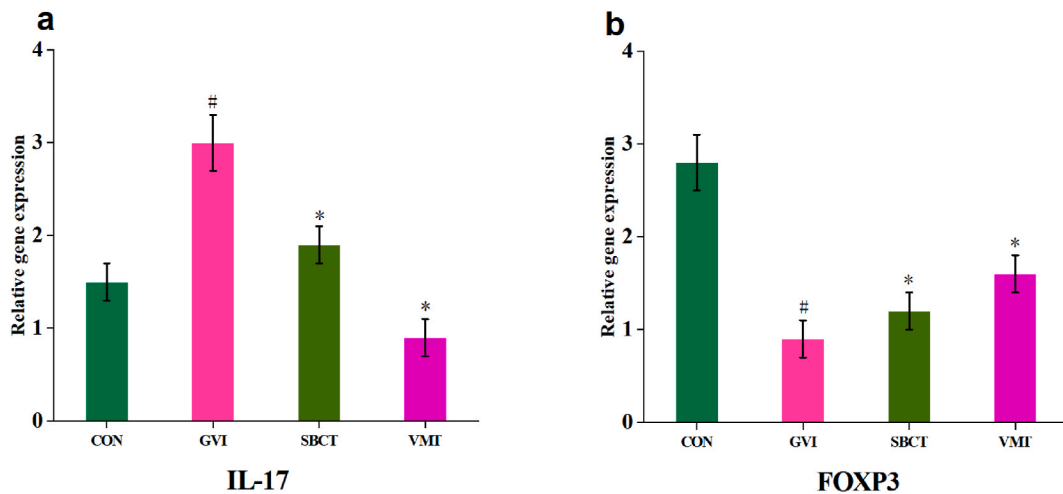 a
Relative gene expression
4
3
2
1
0
#
*
*
CON
GVI
SBCT
VMT
IL-17
b
Relative gene expression
4
3
2
1
0
#
*
*
CON
GVI
SBCT
VMT
FOXP3